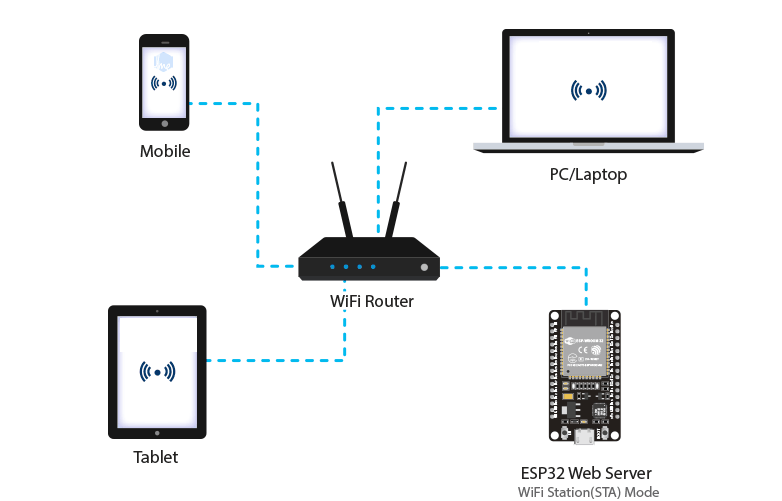 Mobile
PC/Laptop
WiFi Router
Tablet
ESP32 Web Server
WiFi Station(STA) Mode